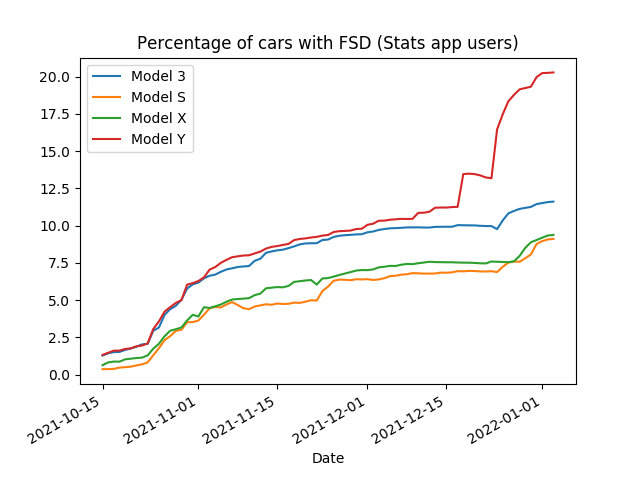 Percentage of cars with FSD (Stats app users)
Model 3
Model S
Model X
Model Y
20.0
17.5
15.0
12.5
10.0
7.5
5.0
2.5
0.0
2021-10-15
2021-11-01
2021-11-15
2021-12-01
2021-12-15
2022-01-01
Date